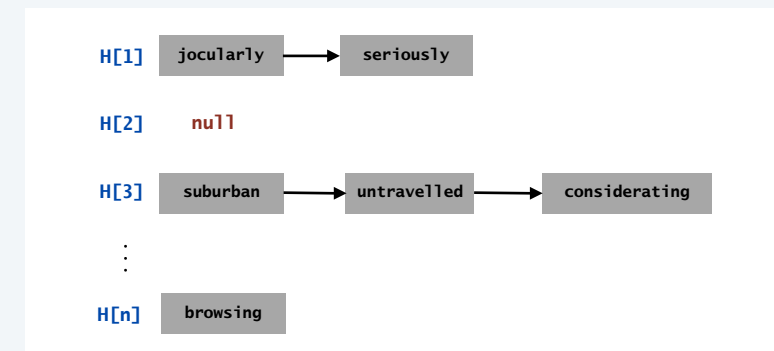 H[1] jocularly seriously
H[2] null
H[3] suburban untravelled considerating
H[n] browsing